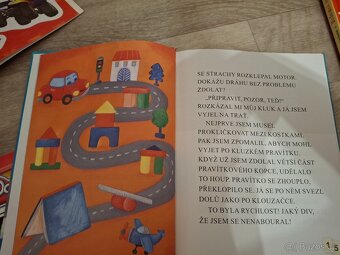 SE STRACHY ROZKLEPAL MOTOR.
DOKÁŽU DRÁHU BEZ PROBLÉMU
ZDOLAT?
„PŘIPRAVIT, POZOR, TEĎ!"
ROZKÁZAL MI MŮJ KLUK A JÁ JSEM
VYJEL NA TRAŤ.
NEJPRVE JSEM MUSEL
PROKLIČKOVAT MEZI KOSTKAMI,
PAK JSEM ZPOMALIL, ABYCH MOHL
VYJET PO KLUZKÉM PRAVÍTKU.
KDYŽ UŽ JSEM ZDOLAL VĚTŠÍ ČÁST
PRAVÍTKOVÉHO KOPCE, UDĚLALO
TO HOUP. PRAVÍTKO SE ZHOUPLO,
PŘEKLOPILO SE. JÁ SE PO NĚM SVEZL
DOLŮ JAKO PO KLOUZAČCE.
TO BYLA RYCHLOST! JAKÝ DIV,
ŽE JSEM SE NENABOURAL!